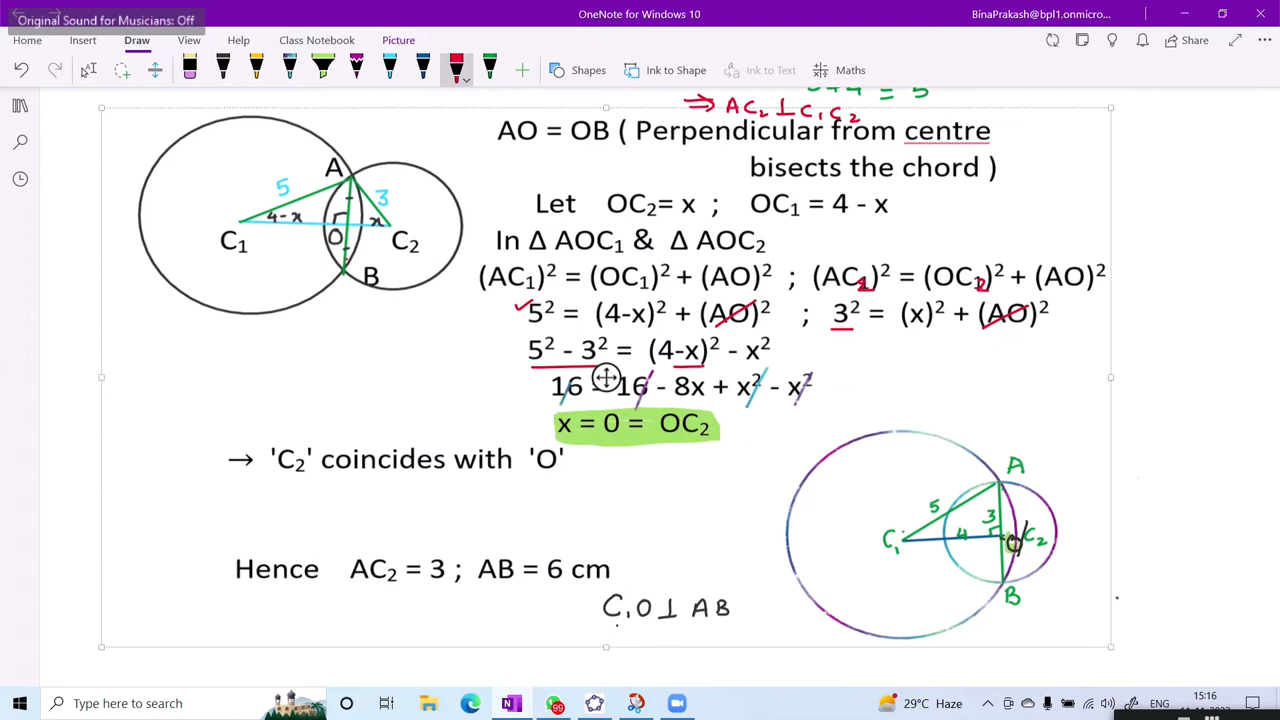 Original Sound for Musicians: Off
OneNote for Windows 10
BinaPrakash@bpl1.onmicro...
Home Insert Draw View Help Class Notebook Picture
Share
Shapes Ink to Shape Ink to Text Maths
= 5
⇒ AC₂ ⊥ C₁C₂
AO = OB ( Perpendicular from centre
bisects the chord )
Let OC₂= x ; OC₁ = 4 - x
In Δ AOC₁ & Δ AOC₂
(AC₁)² = (OC₁)² + (AO)² ; (AC₂)² = (OC₂)² + (AO)²
5² = (4-x)² + (AO)² ; 3² = (x)² + (AO)²
5² - 3² = (4-x)² - x²
16 = 16 - 8x + x² - x²
x = 0 = OC₂
A
5
3
4-x
x
O
C₁
C₂
B
→ 'C₂' coincides with 'O'
Hence AC₂ = 3 ; AB = 6 cm
C₁O ⊥ AB
A
5
3
C₁
4
O
C₂
B
Type here to search
99
29°C Haze
ENG
15:16